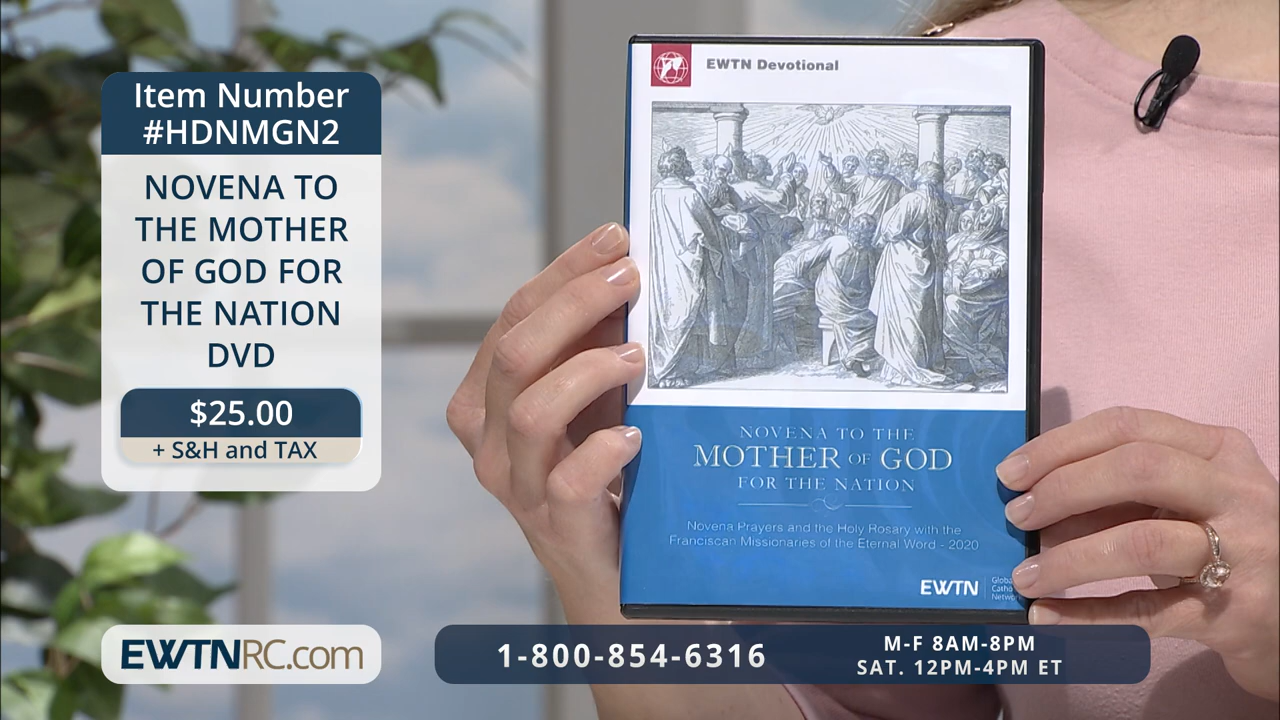 Item Number
#HDNMGN2
NOVENA TO
THE MOTHER
OF GOD FOR
THE NATION
DVD
$25.00
+ S&H and TAX
EWTN Devotional
NOVENA TO THE
MOTHER OF GOD
FOR THE NATION
Novena Prayers and the Holy Rosary with the
Franciscan Missionaries of the Eternal Word - 2020
EWTN
EWTNRC.com
1-800-854-6316
M-F 8AM-8PM
SAT. 12PM-4PM ET